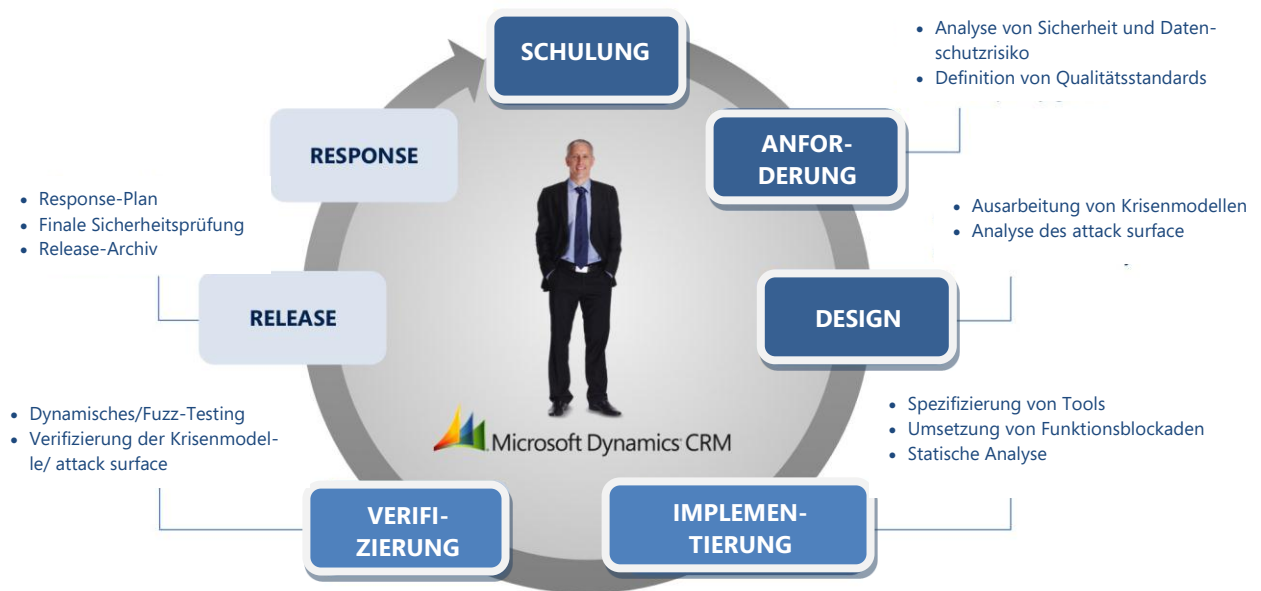 SCHULUNG
• Analyse von Sicherheit und Daten-
schutzrisiko
• Definition von Qualitätsstandards
ANFOR-
DERUNG
• Ausarbeitung von Krisenmodellen
• Analyse des attack surface
DESIGN
• Spezifizierung von Tools
• Umsetzung von Funktionsblockaden
• Statische Analyse
IMPLEMEN-
TIERUNG
• Dynamisches/Fuzz-Testing
• Verifizierung der Krisenmodel-
le/ attack surface
VERIFI-
ZIERUNG
• Response-Plan
• Finale Sicherheitsprüfung
• Release-Archiv
RELEASE
RESPONSE
Microsoft Dynamics CRM